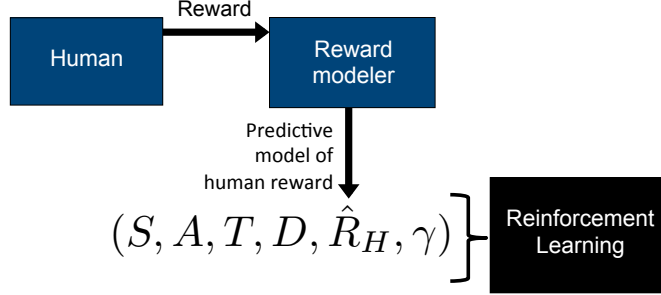 Reward
Human
Reward
modeler
Predictive
model of
human reward
(S, A, T, D, R̂_H, γ)
Reinforcement
Learning